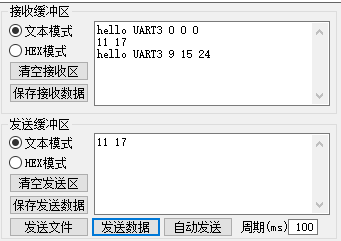 接收缓冲区
文本模式
HEX模式
清空接收区
保存接收数据
hello UART3 0 0 0
11 17
hello UART3 9 15 24
发送缓冲区
文本模式
HEX模式
清空发送区
保存发送数据
11 17
发送文件 发送数据 自动发送 周期(ms) 100